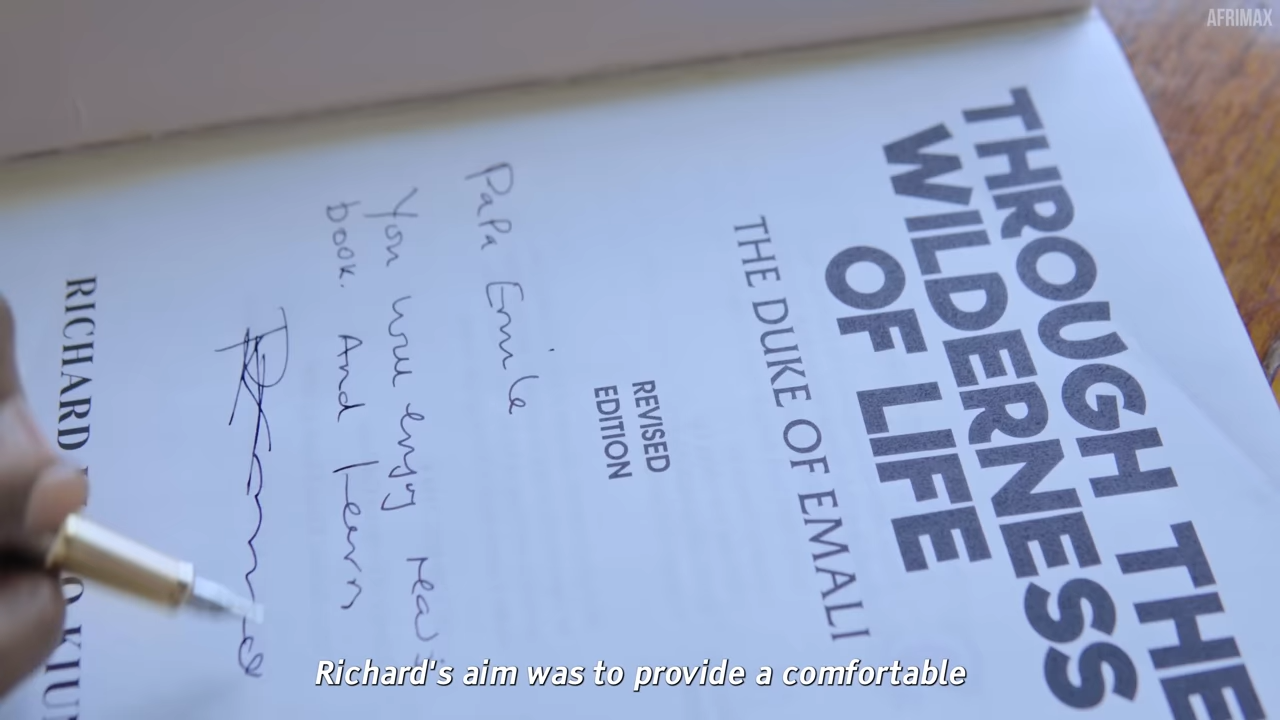 AFRIMAX
THROUGH THE
WILDERNESS
OF LIFE
THE DUKE OF EMALI
REVISED
EDITION
Papa Emile
You will enjoy
book. And learn
RICHARD
Richard's aim was to provide a comfortable